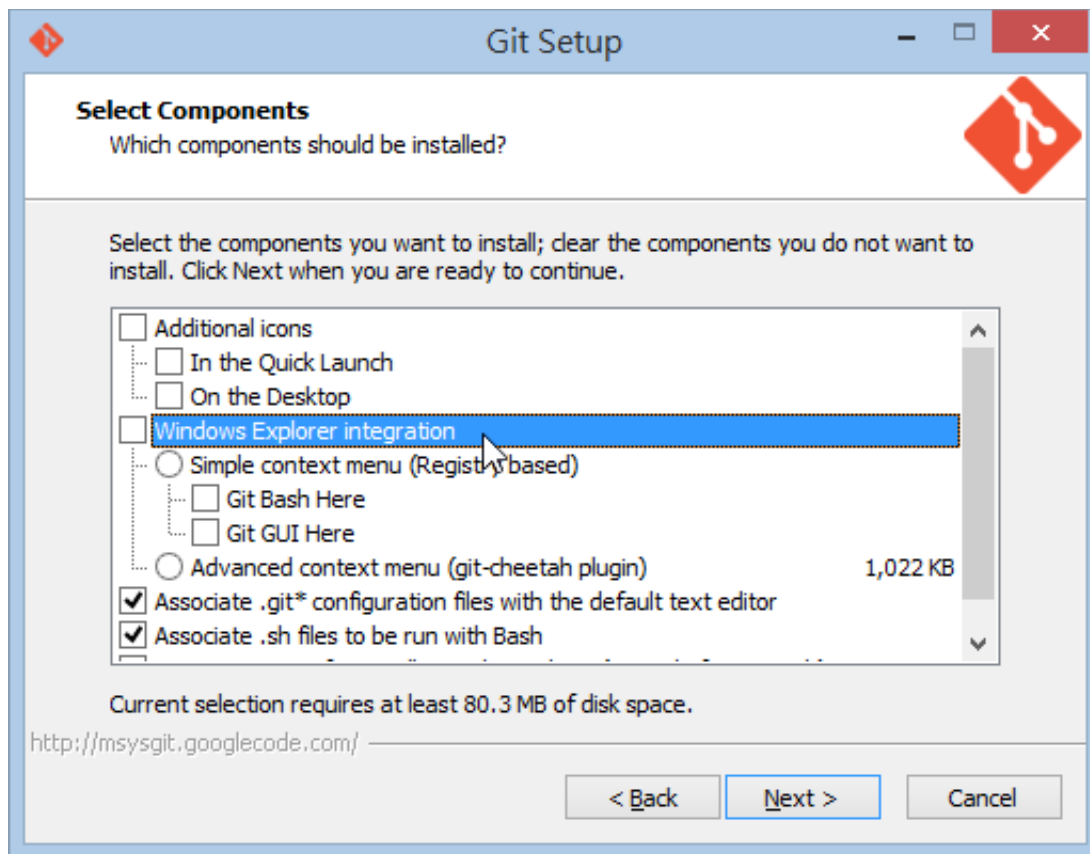 Git Setup
Select Components
Which components should be installed?
Select the components you want to install; clear the components you do not want to
install. Click Next when you are ready to continue.
Additional icons
In the Quick Launch
On the Desktop
Windows Explorer integration
Simple context menu (Registry based)
Git Bash Here
Git GUI Here
Advanced context menu (git-cheetah plugin) 1,022 KB
Associate .git* configuration files with the default text editor
Associate .sh files to be run with Bash
Current selection requires at least 80.3 MB of disk space.
http://msysgit.googlecode.com/
< Back Next > Cancel